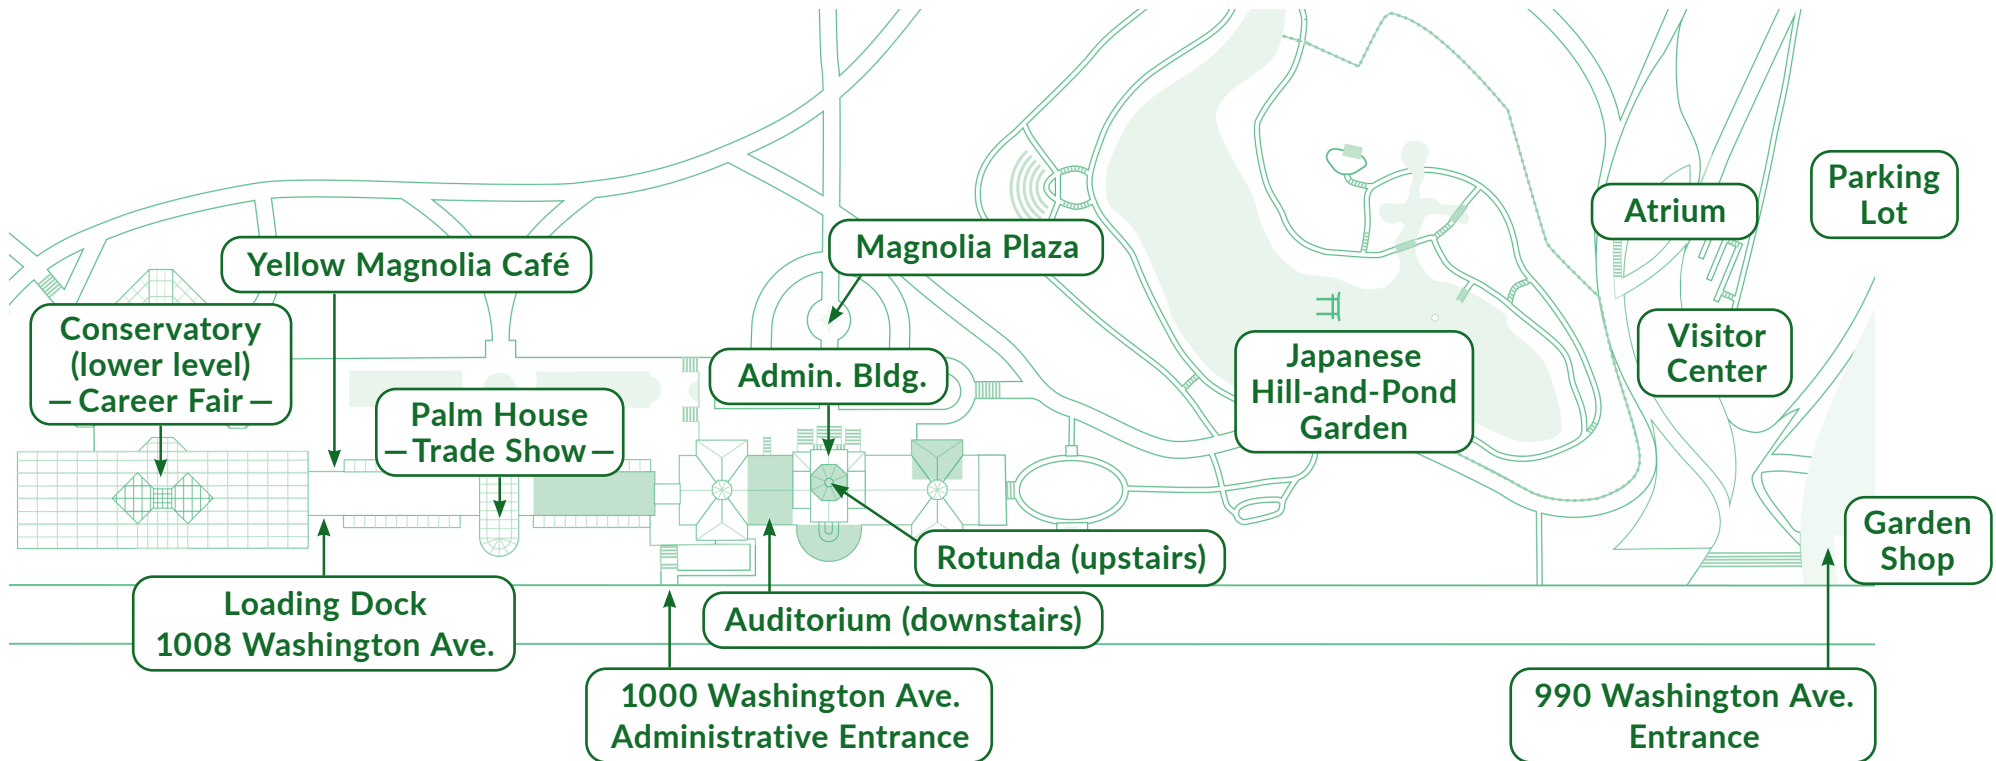 Parking
Lot
Atrium
Magnolia Plaza
Yellow Magnolia Café
Conservatory
(lower level)
— Career Fair —
Visitor
Center
Japanese
Hill-and-Pond
Garden
Admin. Bldg.
Palm House
— Trade Show —
Garden
Shop
Rotunda (upstairs)
Loading Dock
1008 Washington Ave.
Auditorium (downstairs)
1000 Washington Ave.
Administrative Entrance
990 Washington Ave.
Entrance